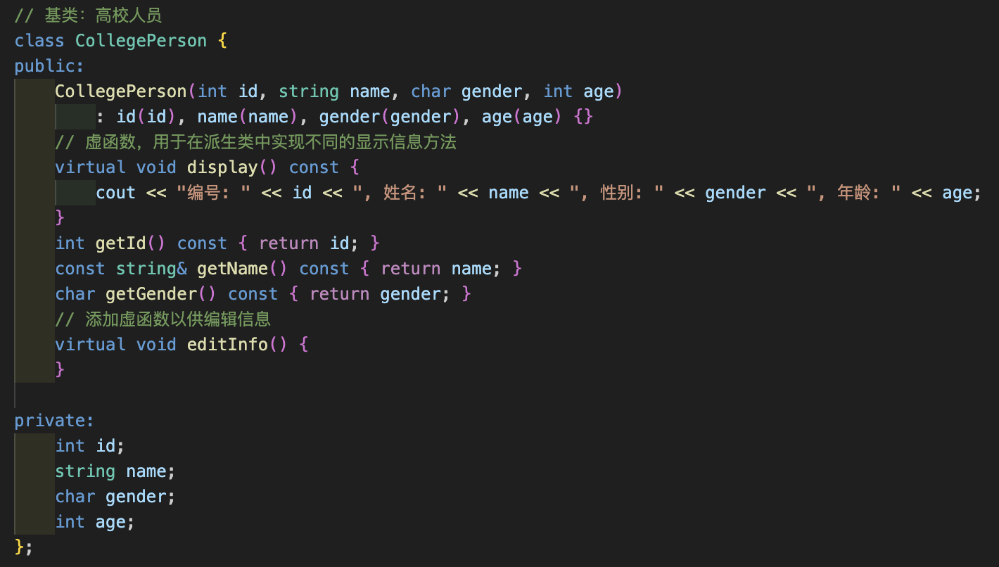 // 基类：高校人员
class CollegePerson {
public:
    CollegePerson(int id, string name, char gender, int age)
        : id(id), name(name), gender(gender), age(age) {}
    // 虚函数，用于在派生类中实现不同的显示信息方法
    virtual void display() const {
        cout << "编号: " << id << ", 姓名: " << name << ", 性别: " << gender << ", 年龄: " << age;
    }
    int getId() const { return id; }
    const string& getName() const { return name; }
    char getGender() const { return gender; }
    // 添加虚函数以供编辑信息
    virtual void editInfo() {
    }

private:
    int id;
    string name;
    char gender;
    int age;
};